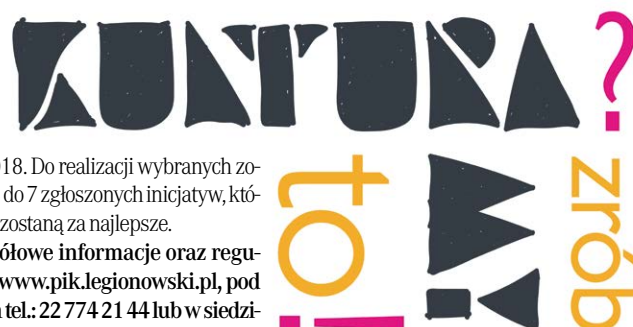 KULTURA?
18. Do realizacji wybranych zo-
do 7 zgłoszonych inicjatyw, któ-
zostaną za najlepsze.
ółowe informacje oraz regu-
www.pik.legionowski.pl, pod
tel.: 22 774 21 44 lub w siedzi-
zrób
to!